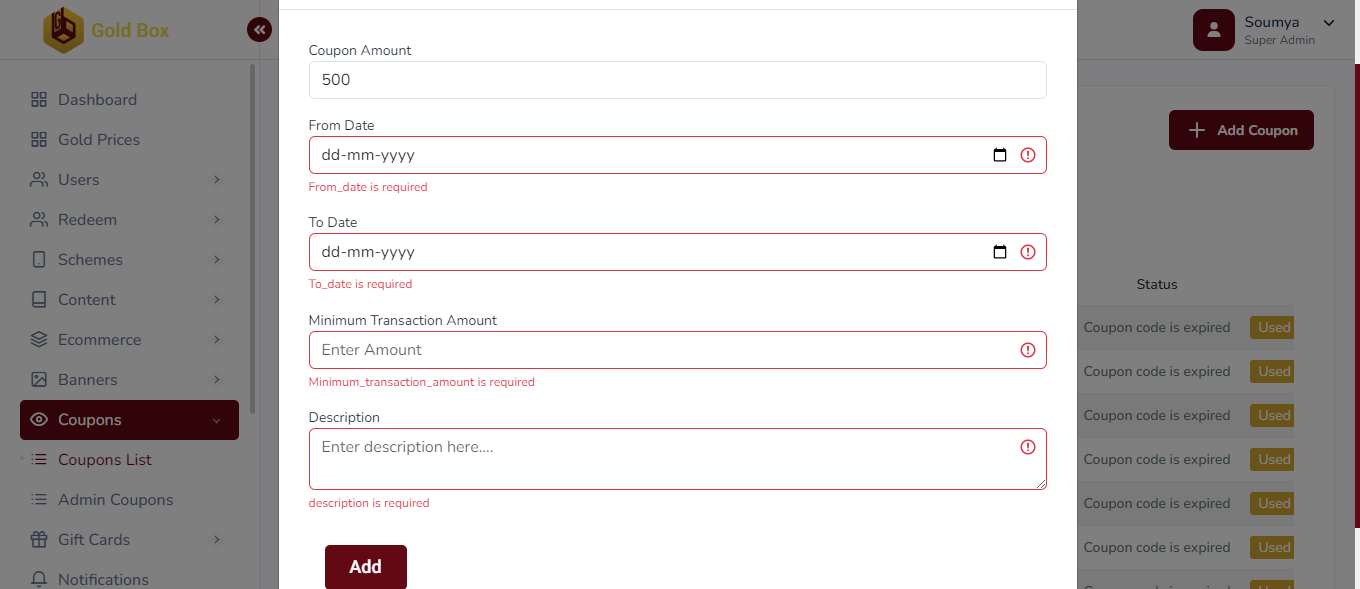 Gold Box
Soumya
Super Admin
Dashboard
Gold Prices
Users
Redeem
Schemes
Content
Ecommerce
Banners
Coupons
Coupons List
Admin Coupons
Gift Cards
Notifications
Coupon Amount
500
From Date
dd-mm-yyyy
From_date is required
To Date
dd-mm-yyyy
To_date is required
Minimum Transaction Amount
Enter Amount
Minimum_transaction_amount is required
Description
Enter description here....
description is required
Add
Add Coupon
Status
Coupon code is expired Used
Coupon code is expired Used
Coupon code is expired Used
Coupon code is expired Used
Coupon code is expired Used
Coupon code is expired Used